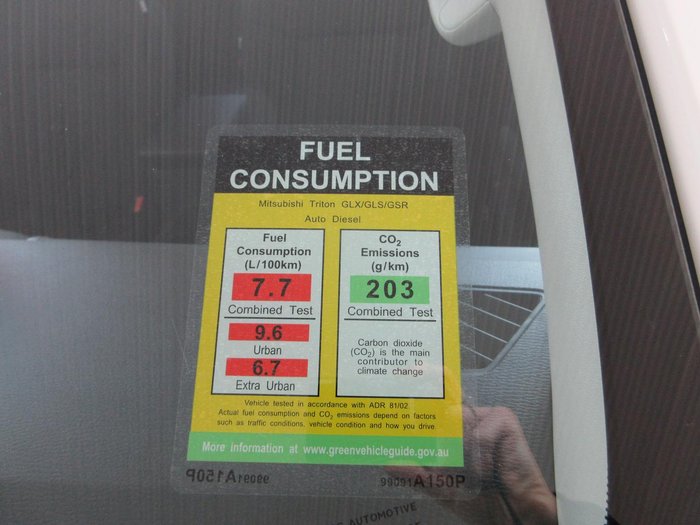 FUEL
CONSUMPTION
Mitsubishi Triton GLX/GLS/GSR
Auto Diesel
Fuel
Consumption
(L/100km)
7.7
Combined Test
9.6
Urban
6.7
Extra Urban
CO₂
Emissions
(g/km)
203
Combined Test
Carbon dioxide
(CO₂) is the main
contributor to
climate change
Vehicle tested in accordance with ADR 81/02.
Actual fuel consumption and CO₂ emissions depend on factors
such as traffic conditions, vehicle condition and how you drive.
More information at www.greenvehicleguide.gov.au
99091A150P
99091A150P
AUTOMOTIVE